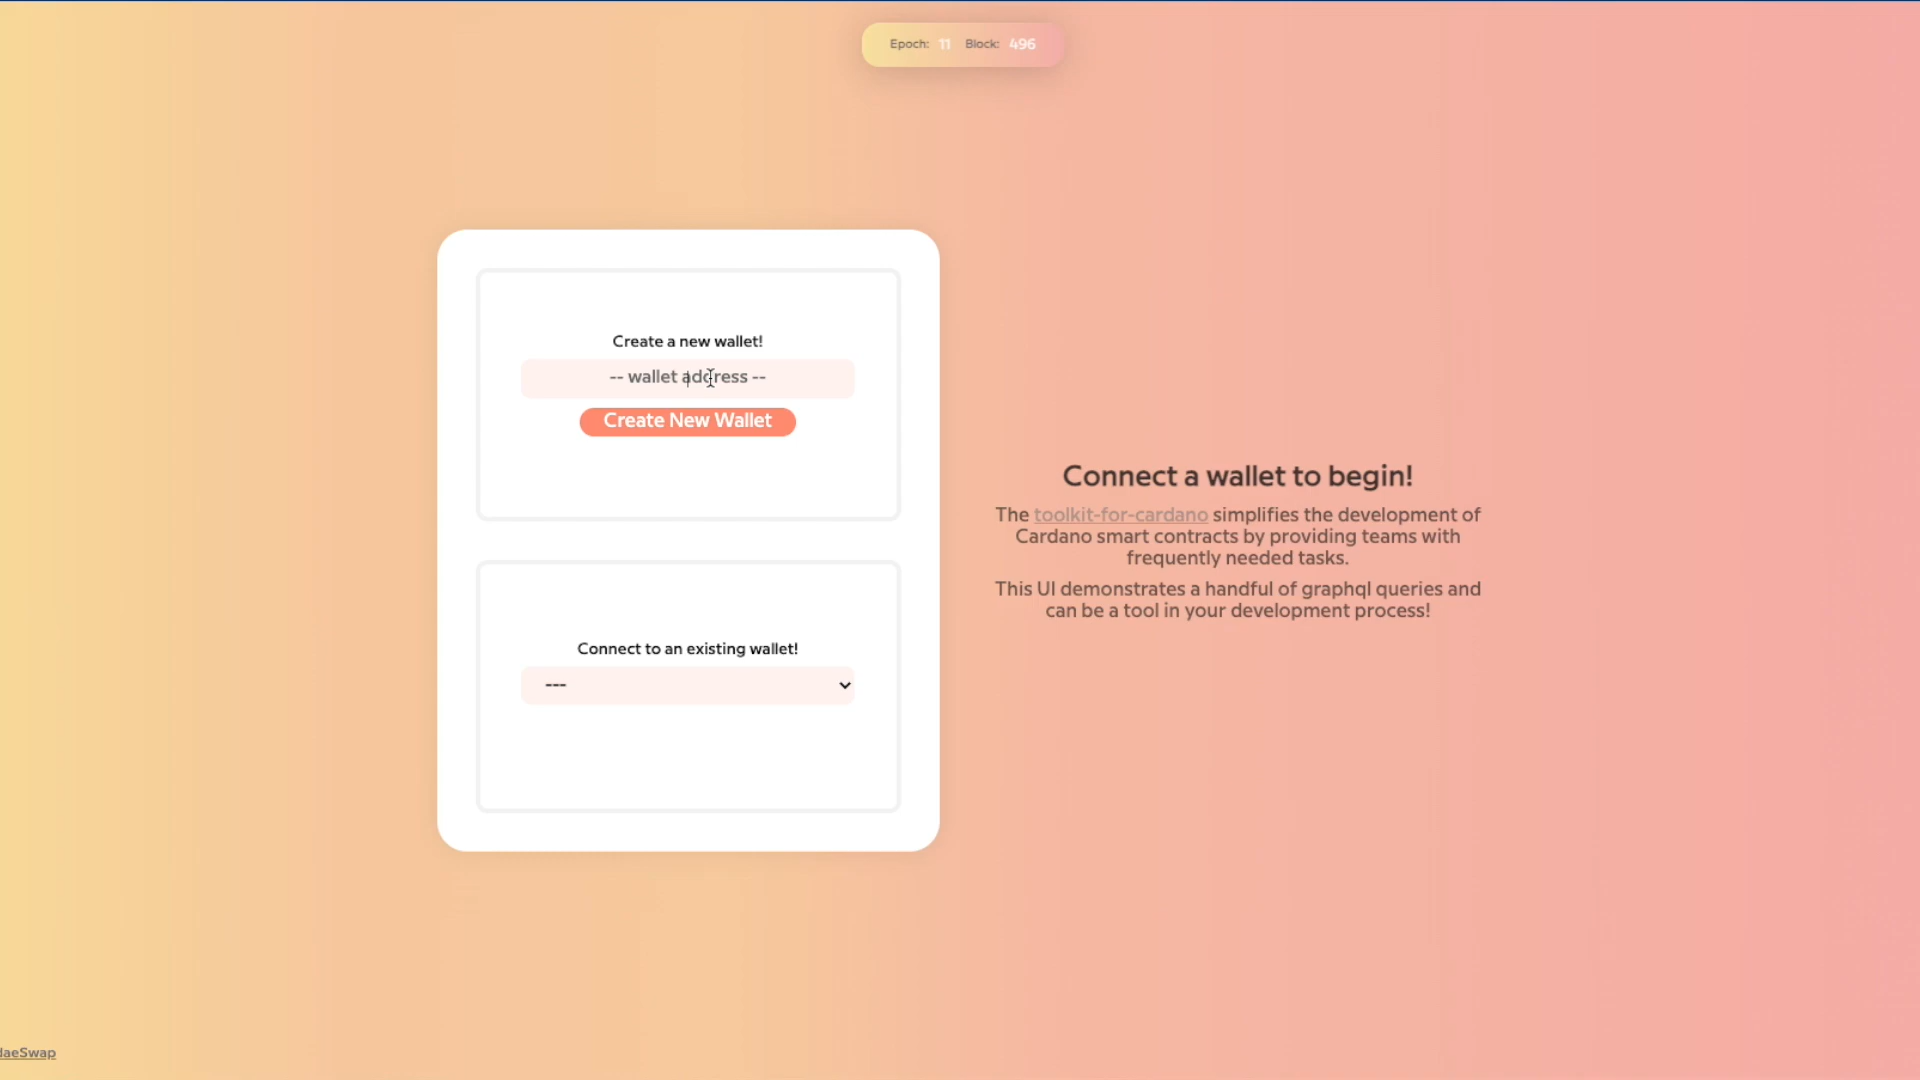 Epoch: 11 Block: 496
Create a new wallet!
-- wallet address --
Create New Wallet
Connect to an existing wallet!
---
Connect a wallet to begin!
The toolkit-for-cardano simplifies the development of
Cardano smart contracts by providing teams with
frequently needed tasks.
This UI demonstrates a handful of graphql queries and
can be a tool in your development process!
daeSwap